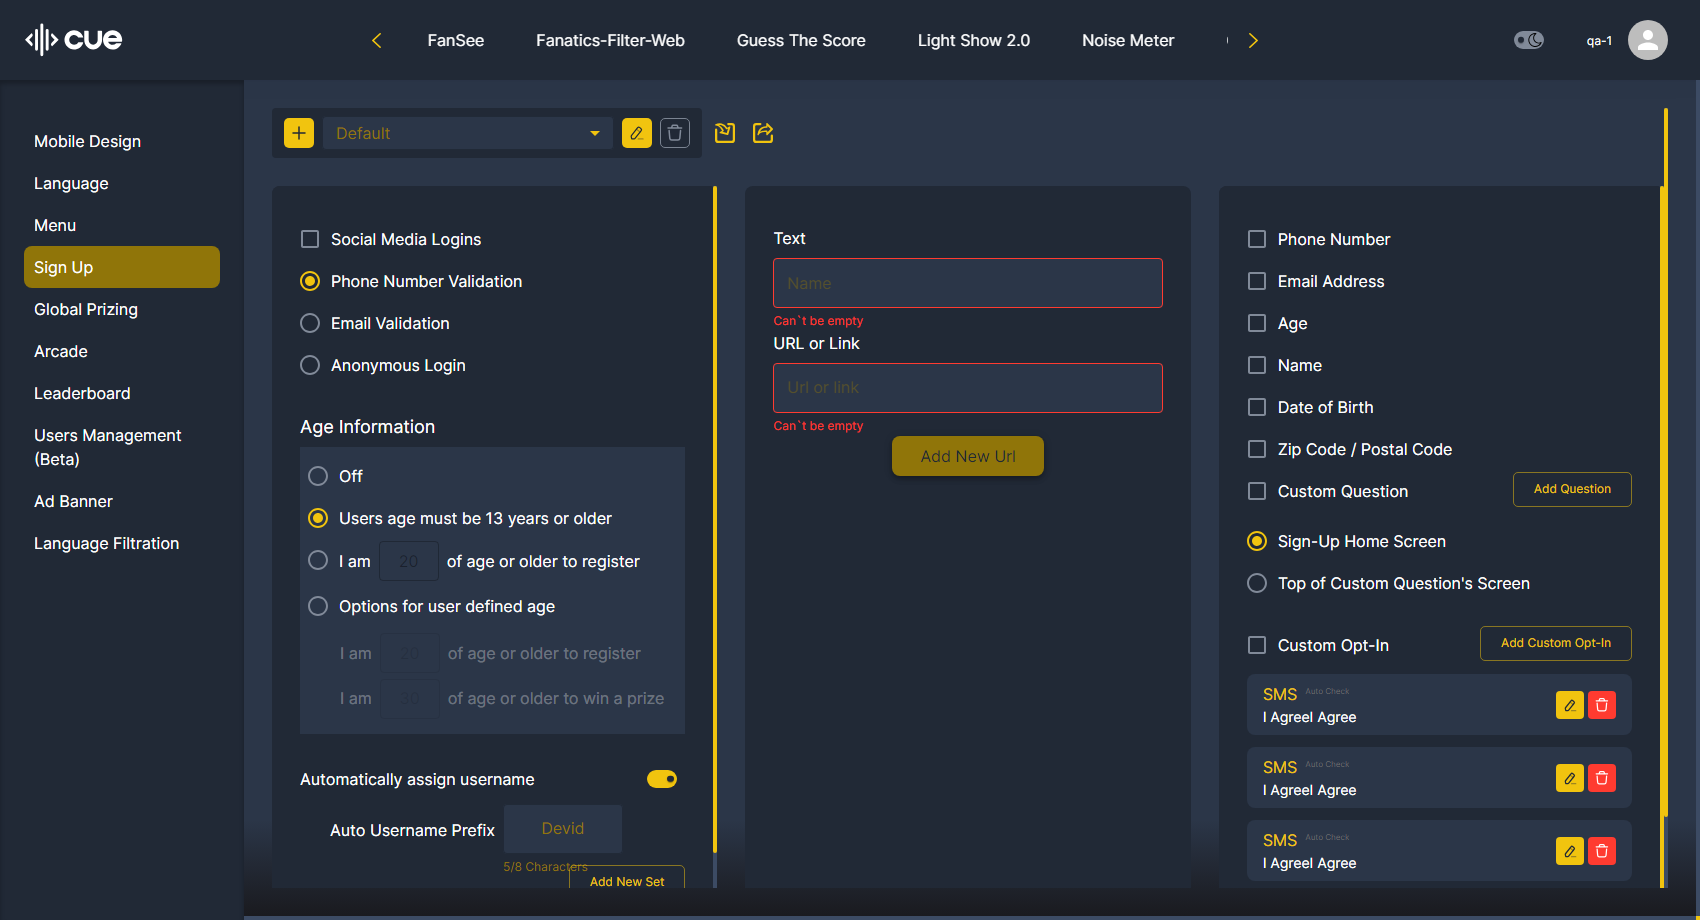 cue
FanSee
Fanatics-Filter-Web
Guess The Score
Light Show 2.0
Noise Meter
qa-1
Mobile Design
Language
Menu
Sign Up
Global Prizing
Arcade
Leaderboard
Users Management
(Beta)
Ad Banner
Language Filtration
Default
Social Media Logins
Phone Number Validation
Email Validation
Anonymous Login
Age Information
Off
Users age must be 13 years or older
I am 20 of age or older to register
Options for user defined age
I am 20 of age or older to register
I am 30 of age or older to win a prize
Automatically assign username
Auto Username Prefix Devid
5/8 Characters
Add New Set
Text
Name
Can`t be empty
URL or Link
Url or link
Can`t be empty
Add New Url
Phone Number
Email Address
Age
Name
Date of Birth
Zip Code / Postal Code
Custom Question Add Question
Sign-Up Home Screen
Top of Custom Question's Screen
Custom Opt-In Add Custom Opt-In
SMS Auto Check
I AgreeI Agree
SMS Auto Check
I AgreeI Agree
SMS Auto Check
I AgreeI Agree